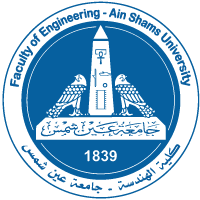 Faculty of Engineering - Ain Shams University
جامعة عين شمس
1839
كلية الهندسة - جامعة عين شمس